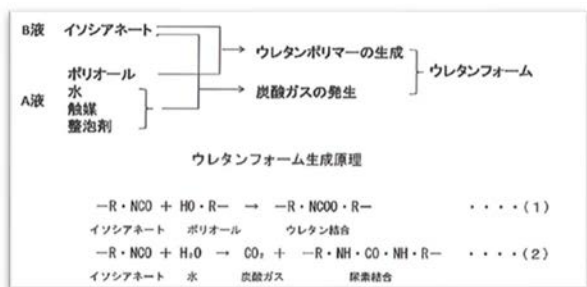 B液 イソシアネート
ウレタンポリマーの生成
ポリオール
ウレタンフォーム
A液
水
炭酸ガスの発生
触媒
整泡剤
ウレタンフォーム生成原理
—R・NCO + HO・R— → —R・NCOO・R— ・・・・(1)
イソシアネート ポリオール ウレタン結合
—R・NCO + H₂O → CO₂ + —R・NH・CO・NH・R— ・・・・(2)
イソシアネート 水 炭酸ガス 尿素結合